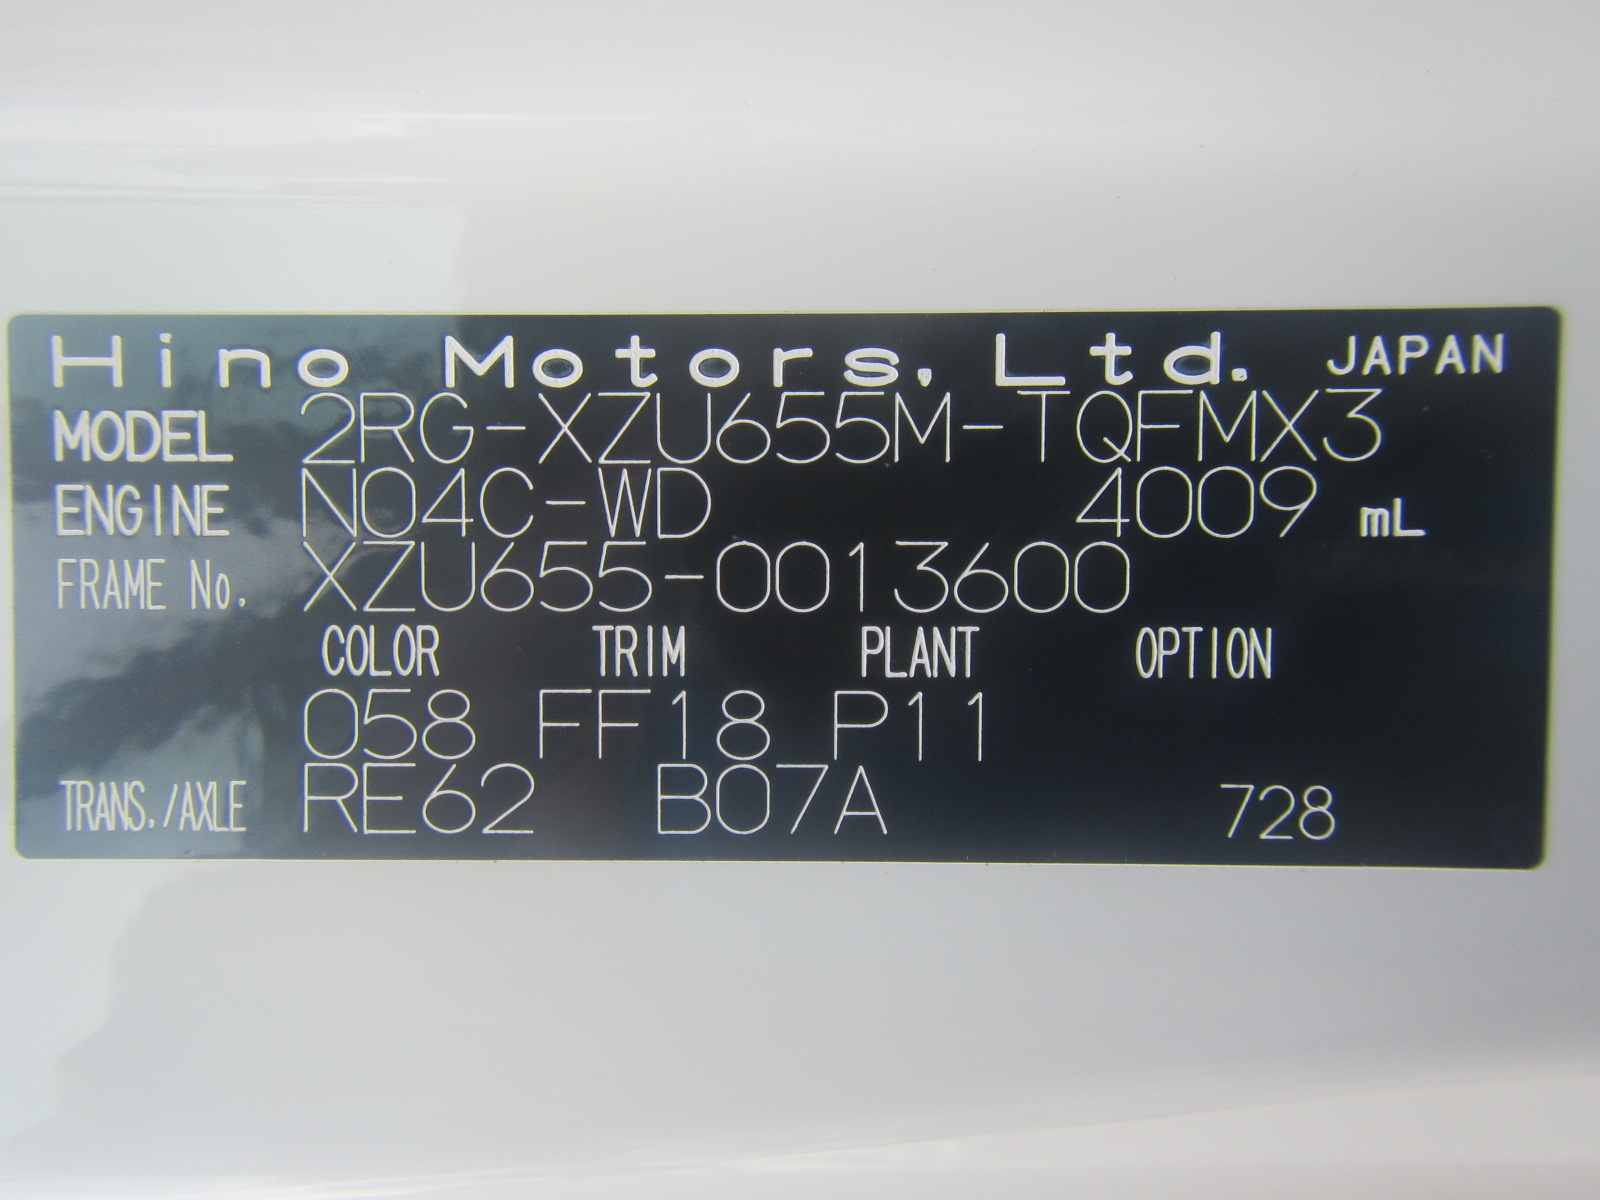 Hino Motors, Ltd. JAPAN
MODEL 2RG-XZU655M-TQFMX3
ENGINE N04C-WD 4009 mL
FRAME No. XZU655-0013600
COLOR TRIM PLANT OPTION
058 FF18 P11
TRANS./AXLE RE62 B07A 728